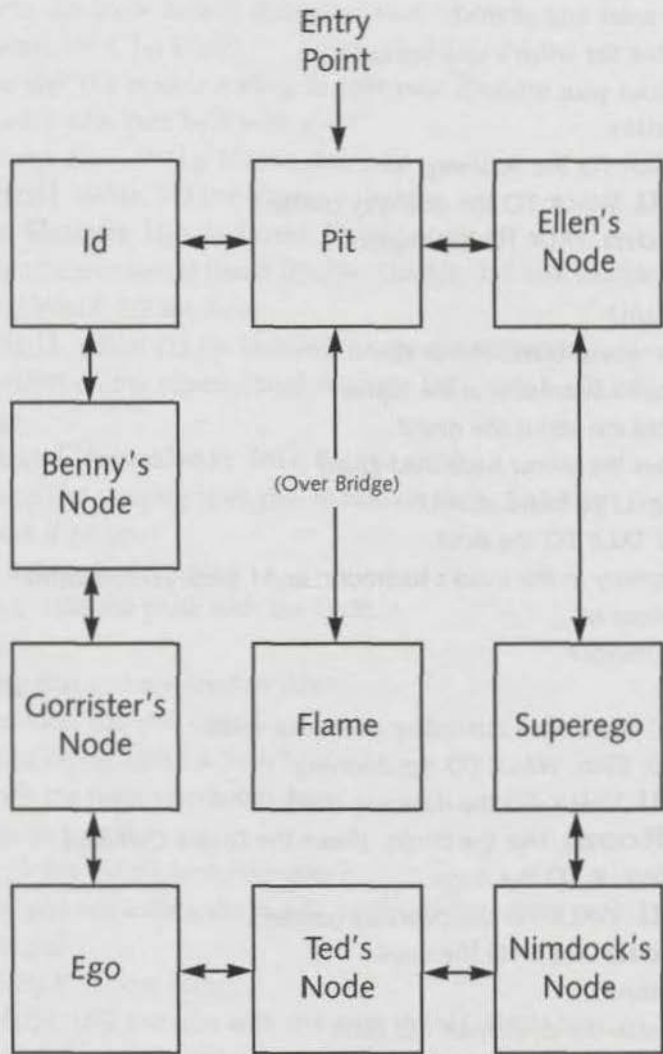 Entry
Point
Id
Pit
Ellen's
Node
Benny's
Node
(Over Bridge)
Gorrister's
Node
Flame
Superego
Ego
Ted's
Node
Nimdock's
Node